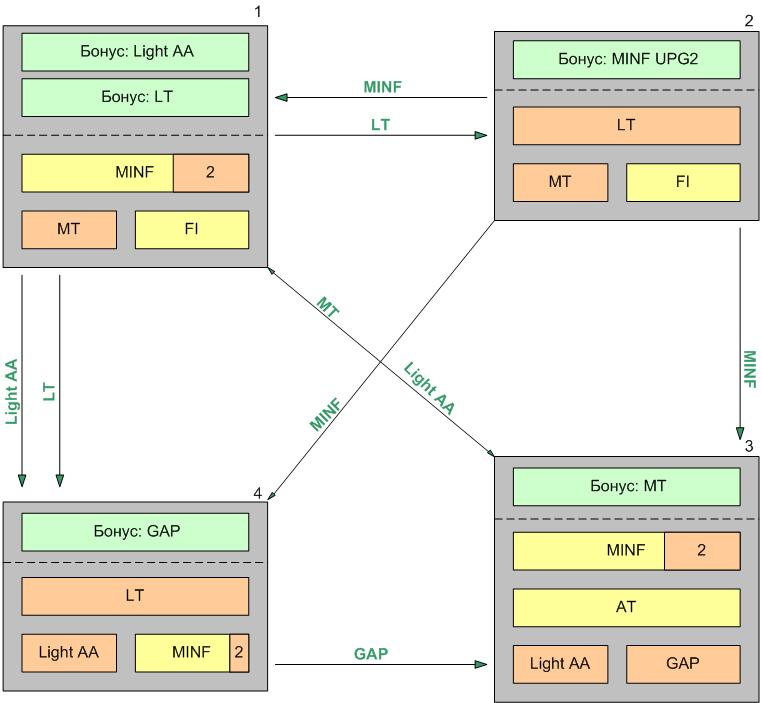 1
Бонус: Light AA
Бонус: LT
MINF 2
MT FI
2
Бонус: MINF UPG2
LT
MT FI
MINF
LT
Light AA
LT
MT
Light AA
MINF
MINF
4
Бонус: GAP
LT
Light AA MINF 2
GAP
3
Бонус: MT
MINF 2
AT
Light AA GAP